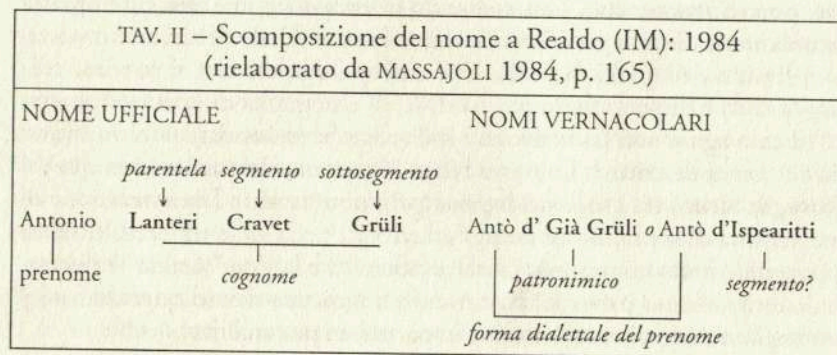 TAV. II – Scomposizione del nome a Realdo (IM): 1984
(rielaborato da MASSAJOLI 1984, p. 165)
NOME UFFICIALE
parentela segmento sottosegmento
Antonio Lanteri Cravet Grüli
prenome
cognome
NOMI VERNACOLARI
Antò d' Già Grüli o Antò d'Ispearitti
patronimico segmento?
forma dialettale del prenome